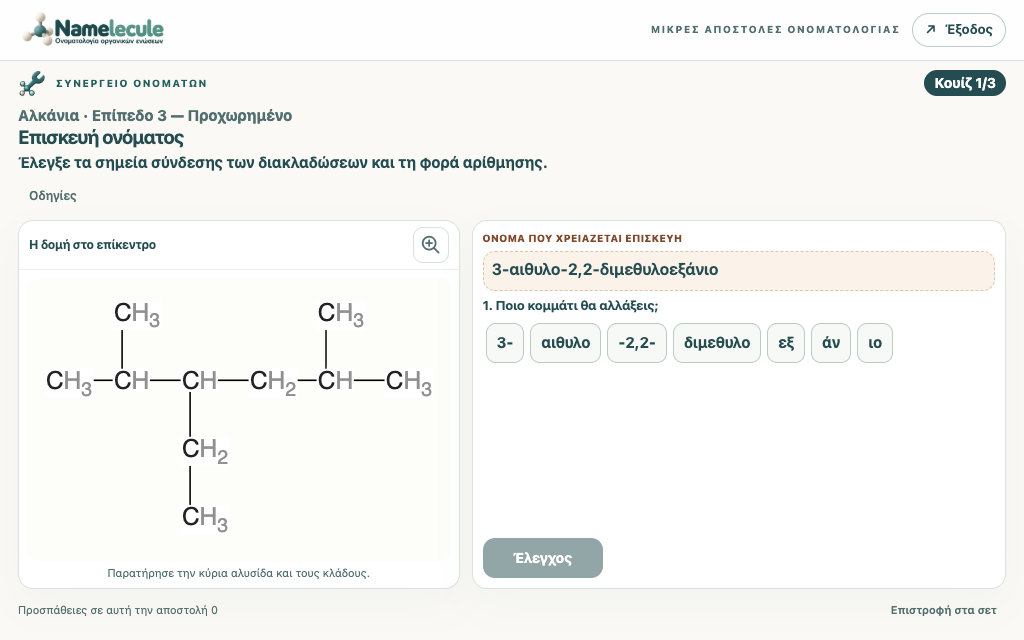 Namelecule
Ονοματολογία οργανικών ενώσεων
ΜΙΚΡΕΣ ΑΠΟΣΤΟΛΕΣ ΟΝΟΜΑΤΟΛΟΓΙΑΣ
Έξοδος
ΣΥΝΕΡΓΕΙΟ ΟΝΟΜΑΤΩΝ
Κουίζ 1/3
Αλκάνια · Επίπεδο 3 — Προχωρημένο
Επισκευή ονόματος
Έλεγξε τα σημεία σύνδεσης των διακλαδώσεων και τη φορά αρίθμησης.
Οδηγίες
Η δομή στο επίκεντρο
CH3 CH3
CH3 CH CH CH2 CH CH3
CH2
CH3
Παρατήρησε την κύρια αλυσίδα και τους κλάδους.
ΟΝΟΜΑ ΠΟΥ ΧΡΕΙΑΖΕΤΑΙ ΕΠΙΣΚΕΥΗ
3-αιθυλο-2,2-διμεθυλοεξάνιο
1. Ποιο κομμάτι θα αλλάξεις;
3- αιθυλο -2,2- διμεθυλο εξ άν ιο
Έλεγχος
Προσπάθειες σε αυτή την αποστολή 0
Επιστροφή στα σετ